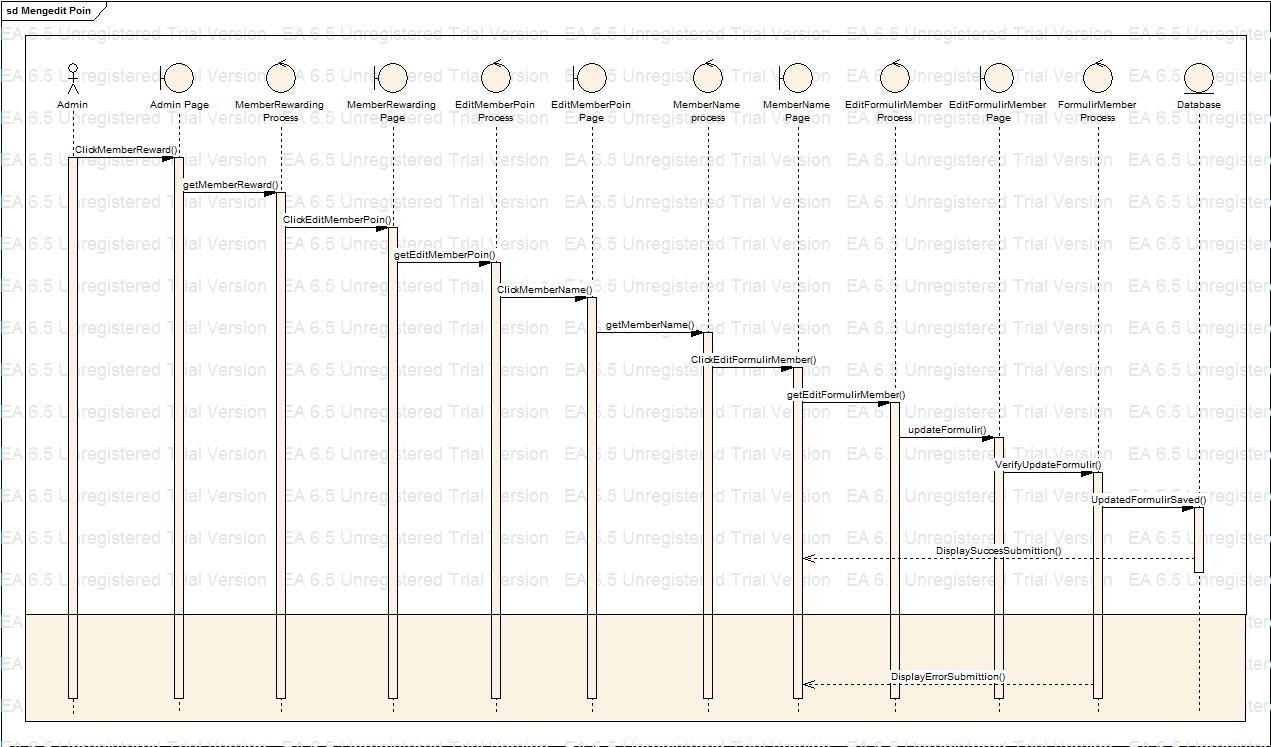 sd Mengedit Poin
Admin
Admin Page
MemberRewarding
Process
MemberRewarding
Page
EditMemberPoin
Process
EditMemberPoin
Page
MemberName
process
MemberName
Page
EditFormulirMember
Process
EditFormulirMember
Page
FormulirMember
Process
Database
ClickMemberReward()
getMemberReward()
ClickEditMemberPoin()
getEditMemberPoin()
ClickMemberName()
getMemberName()
ClickEditFormulirMember()
getEditFormulirMember()
updateFormulir()
VerifyUpdateFormulir()
UpdatedFormulirSaved()
DisplaySuccesSubmittion()
DisplayErrorSubmittion()
EA 6.5 Unregistered Trial Version